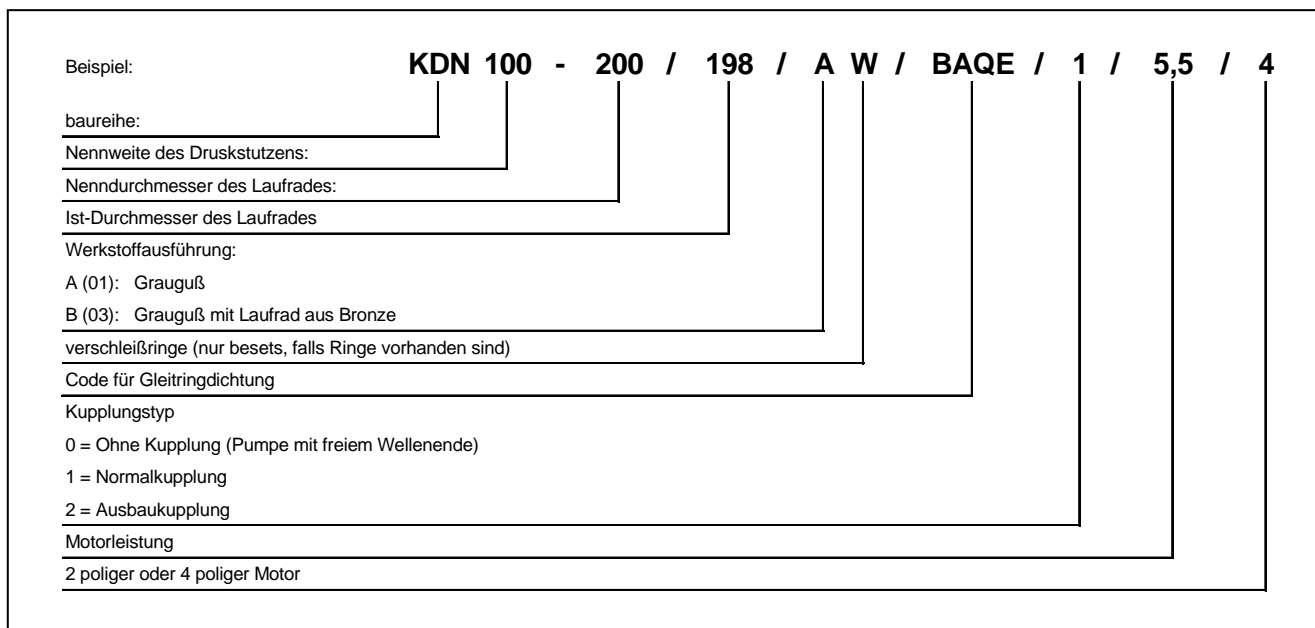 Beispiel: KDN 100 - 200 / 198 / A W / BAQE / 1 / 5,5 / 4
baureihe:
Nennweite des Druskstutzens:
Nenndurchmesser des Laufrades:
Ist-Durchmesser des Laufrades
Werkstoffausführung:
A (01): Grauguß
B (03): Grauguß mit Laufrad aus Bronze
verschleißringe (nur besets, falls Ringe vorhanden sind)
Code für Gleitringdichtung
Kupplungstyp
0 = Ohne Kupplung (Pumpe mit freiem Wellenende)
1 = Normalkupplung
2 = Ausbaukupplung
Motorleistung
2 poliger oder 4 poliger Motor